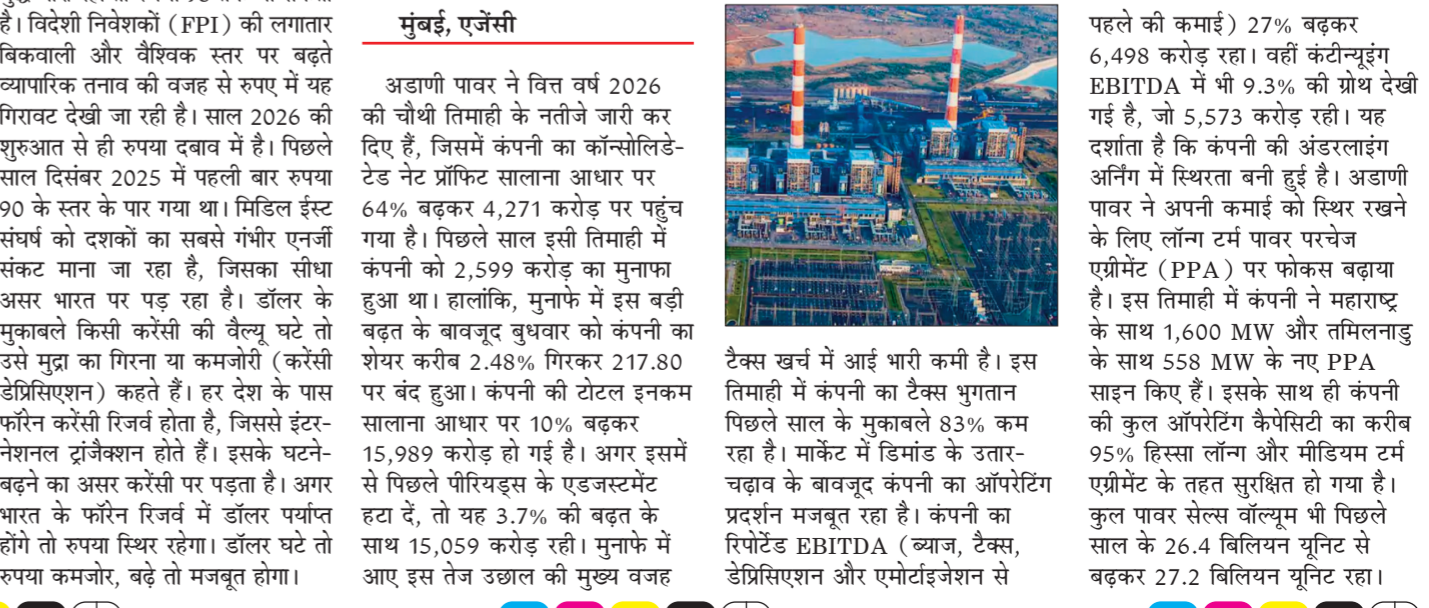 है। विदेशी निवेशकों (FPI) की लगातार
बिकवाली और वैश्विक स्तर पर बढ़ते
व्यापारिक तनाव की वजह से रुपए में यह
गिरावट देखी जा रही है। साल 2026 की
शुरुआत से ही रुपया दबाव में है। पिछले
साल दिसंबर 2025 में पहली बार रुपया
90 के स्तर के पार गया था। मिडिल ईस्ट
संघर्ष को दशकों का सबसे गंभीर एनर्जी
संकट माना जा रहा है, जिसका सीधा
असर भारत पर पड़ रहा है। डॉलर के
मुकाबले किसी करेंसी की वैल्यू घटे तो
उसे मुद्रा का गिरना या कमजोरी (करेंसी
डेप्रिसिएशन) कहते हैं। हर देश के पास
फॉरेन करेंसी रिजर्व होता है, जिससे इंटर-
नेशनल ट्रांजैक्शन होते हैं। इसके घटने-
बढ़ने का असर करेंसी पर पड़ता है। अगर
भारत के फॉरेन रिजर्व में डॉलर पर्याप्त
होंगे तो रुपया स्थिर रहेगा। डॉलर घटे तो
रुपया कमजोर, बढ़े तो मजबूत होगा।
मुंबई, एजेंसी
अडाणी पावर ने वित्त वर्ष 2026
की चौथी तिमाही के नतीजे जारी कर
दिए हैं, जिसमें कंपनी का कॉन्सोलिडे-
टेड नेट प्रॉफिट सालाना आधार पर
64% बढ़कर 4,271 करोड़ पर पहुंच
गया है। पिछले साल इसी तिमाही में
कंपनी को 2,599 करोड़ का मुनाफा
हुआ था। हालांकि, मुनाफे में इस बड़ी
बढ़त के बावजूद बुधवार को कंपनी का
शेयर करीब 2.48% गिरकर 217.80
पर बंद हुआ। कंपनी की टोटल इनकम
सालाना आधार पर 10% बढ़कर
15,989 करोड़ हो गई है। अगर इसमें
से पिछले पीरियड्स के एडजस्टमेंट
हटा दें, तो यह 3.7% की बढ़त के
साथ 15,059 करोड़ रही। मुनाफे में
आए इस तेज उछाल की मुख्य वजह
टैक्स खर्च में आई भारी कमी है। इस
तिमाही में कंपनी का टैक्स भुगतान
पिछले साल के मुकाबले 83% कम
रहा है। मार्केट में डिमांड के उतार-
चढ़ाव के बावजूद कंपनी का ऑपरेटिंग
प्रदर्शन मजबूत रहा है। कंपनी का
रिपोर्टेड EBITDA (ब्याज, टैक्स,
डेप्रिसिएशन और एमोर्टाइजेशन से
पहले की कमाई) 27% बढ़कर
6,498 करोड़ रहा। वहीं कंटीन्यूइंग
EBITDA में भी 9.3% की ग्रोथ देखी
गई है, जो 5,573 करोड़ रही। यह
दर्शाता है कि कंपनी की अंडरलाइंग
अर्निंग में स्थिरता बनी हुई है। अडाणी
पावर ने अपनी कमाई को स्थिर रखने
के लिए लॉन्ग टर्म पावर परचेज
एग्रीमेंट (PPA) पर फोकस बढ़ाया
है। इस तिमाही में कंपनी ने महाराष्ट्र
के साथ 1,600 MW और तमिलनाडु
के साथ 558 MW के नए PPA
साइन किए हैं। इसके साथ ही कंपनी
की कुल ऑपरेटिंग कैपेसिटी का करीब
95% हिस्सा लॉन्ग और मीडियम टर्म
एग्रीमेंट के तहत सुरक्षित हो गया है।
कुल पावर सेल्स वॉल्यूम भी पिछले
साल के 26.4 बिलियन यूनिट से
बढ़कर 27.2 बिलियन यूनिट रहा।